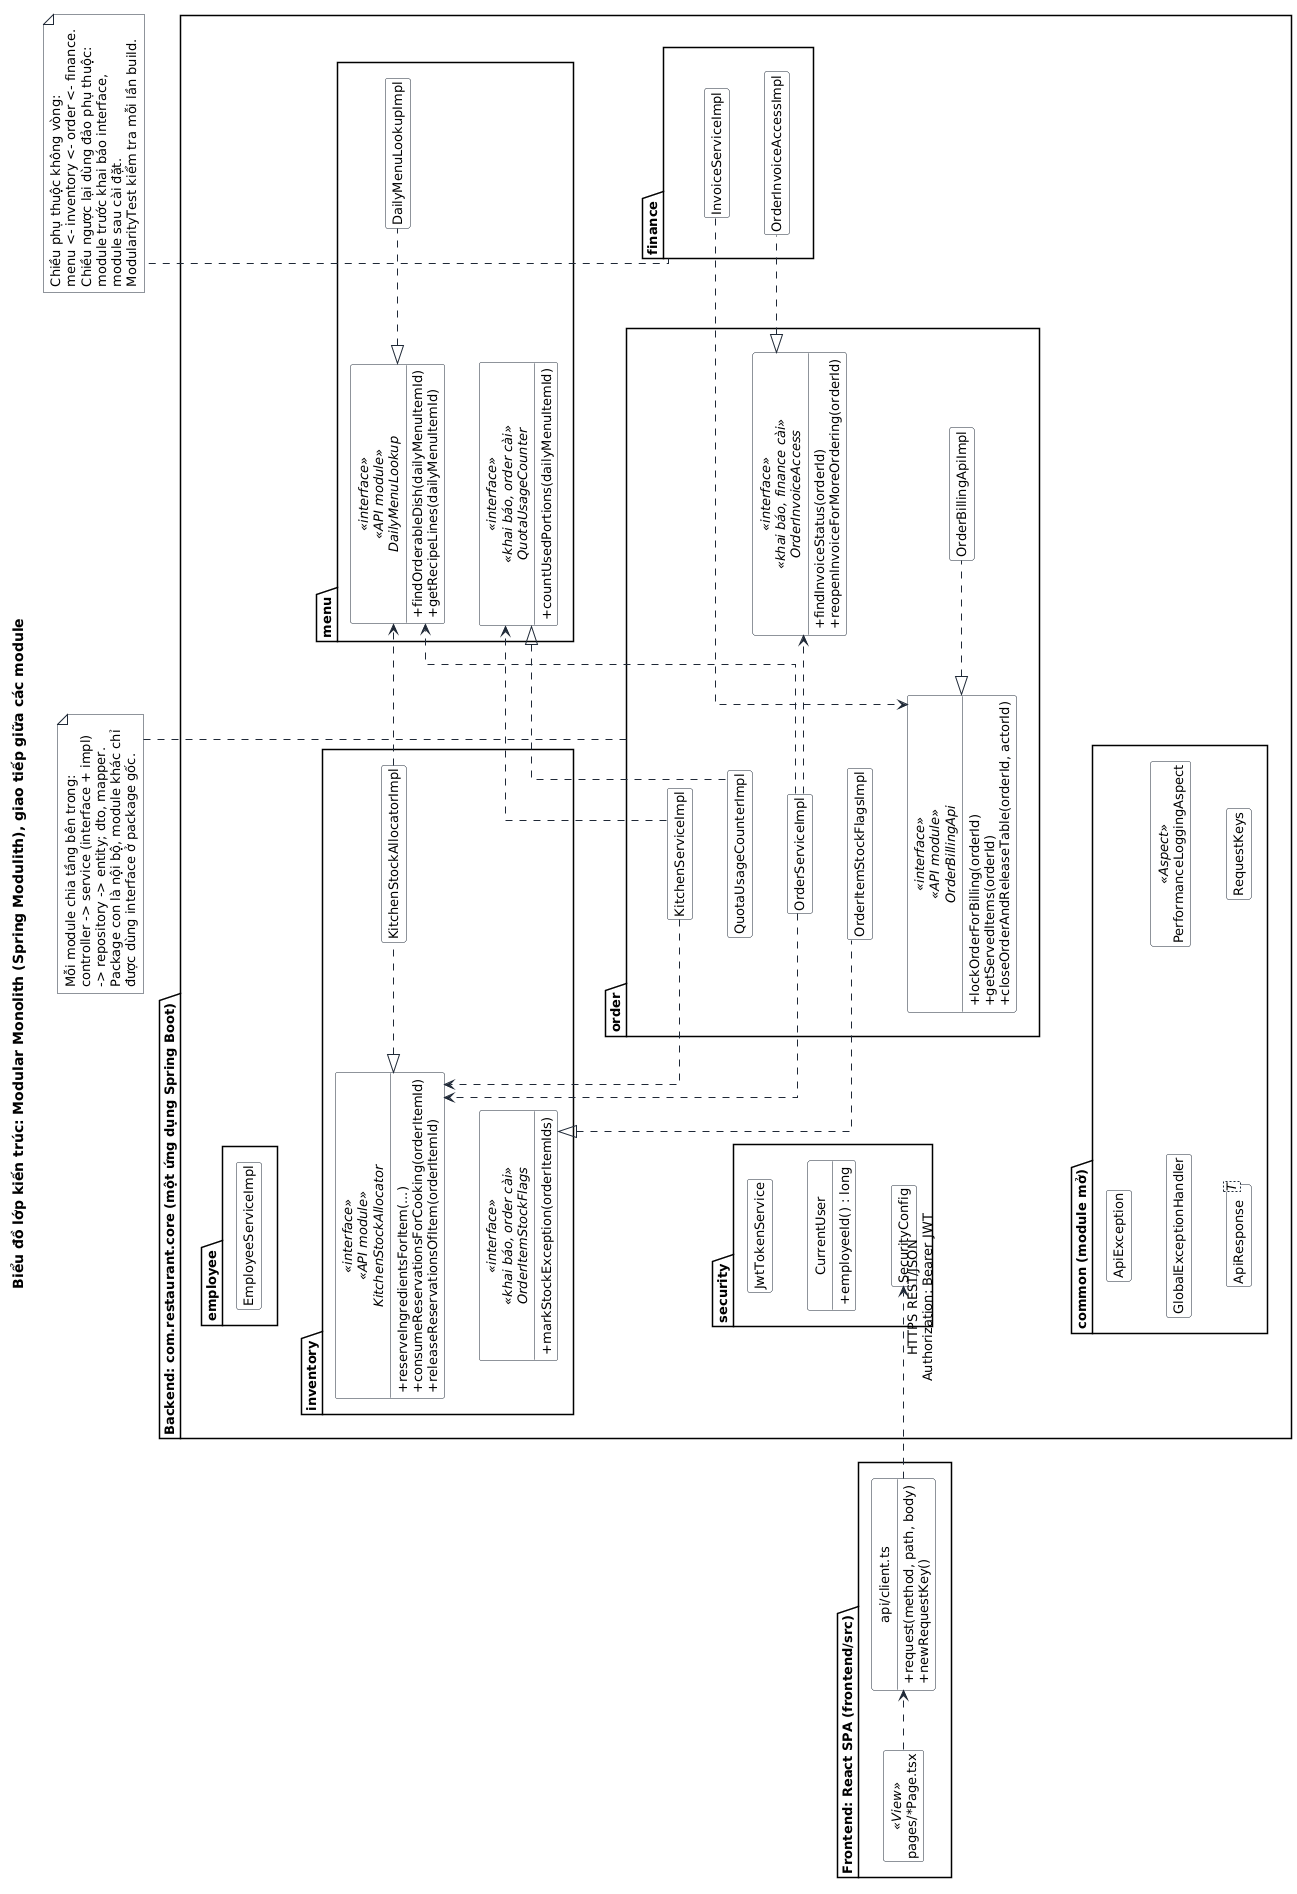 Biểu đồ lớp kiến trúc: Modular Monolith (Spring Modulith), giao tiếp giữa các module
Mỗi module chia tầng bên trong:
controller -> service (interface + impl)
-> repository -> entity; dto, mapper.
Package con là nội bộ, module khác chỉ
được dùng interface ở package gốc.
Chiều phụ thuộc không vòng:
menu <- inventory <- order <- finance.
Chiều ngược lại dùng đảo phụ thuộc:
module trước khai báo interface,
module sau cài đặt.
ModularityTest kiểm tra mỗi lần build.
Backend: com.restaurant.core (một ứng dụng Spring Boot)
employee
EmployeeServiceImpl
inventory
«interface»
«API module»
KitchenStockAllocator
+reserveIngredientsForItem(...)
+consumeReservationsForCooking(orderItemId)
+releaseReservationsOfItem(orderItemId)
«interface»
«khai báo, order cài»
OrderItemStockFlags
+markStockException(orderItemIds)
KitchenStockAllocatorImpl
menu
«interface»
«API module»
DailyMenuLookup
+findOrderableDish(dailyMenuItemId)
+getRecipeLines(dailyMenuItemId)
«interface»
«khai báo, order cài»
QuotaUsageCounter
+countUsedPortions(dailyMenuItemId)
DailyMenuLookupImpl
order
KitchenServiceImpl
QuotaUsageCounterImpl
OrderServiceImpl
OrderItemStockFlagsImpl
«interface»
«API module»
OrderBillingApi
+lockOrderForBilling(orderId)
+getServedItems(orderId)
+closeOrderAndReleaseTable(orderId, actorId)
«interface»
«khai báo, finance cài»
OrderInvoiceAccess
+findInvoiceStatus(orderId)
+reopenInvoiceForMoreOrdering(orderId)
OrderBillingApiImpl
finance
InvoiceServiceImpl
OrderInvoiceAccessImpl
security
JwtTokenService
CurrentUser
+employeeId() : long
SecurityConfig
HTTPS REST/JSON
Authorization: Bearer JWT
common (module mở)
ApiException
GlobalExceptionHandler
ApiResponse
T
«Aspect»
PerformanceLoggingAspect
RequestKeys
Frontend: React SPA (frontend/src)
«View»
pages/*Page.tsx
api/client.ts
+request(method, path, body)
+newRequestKey()